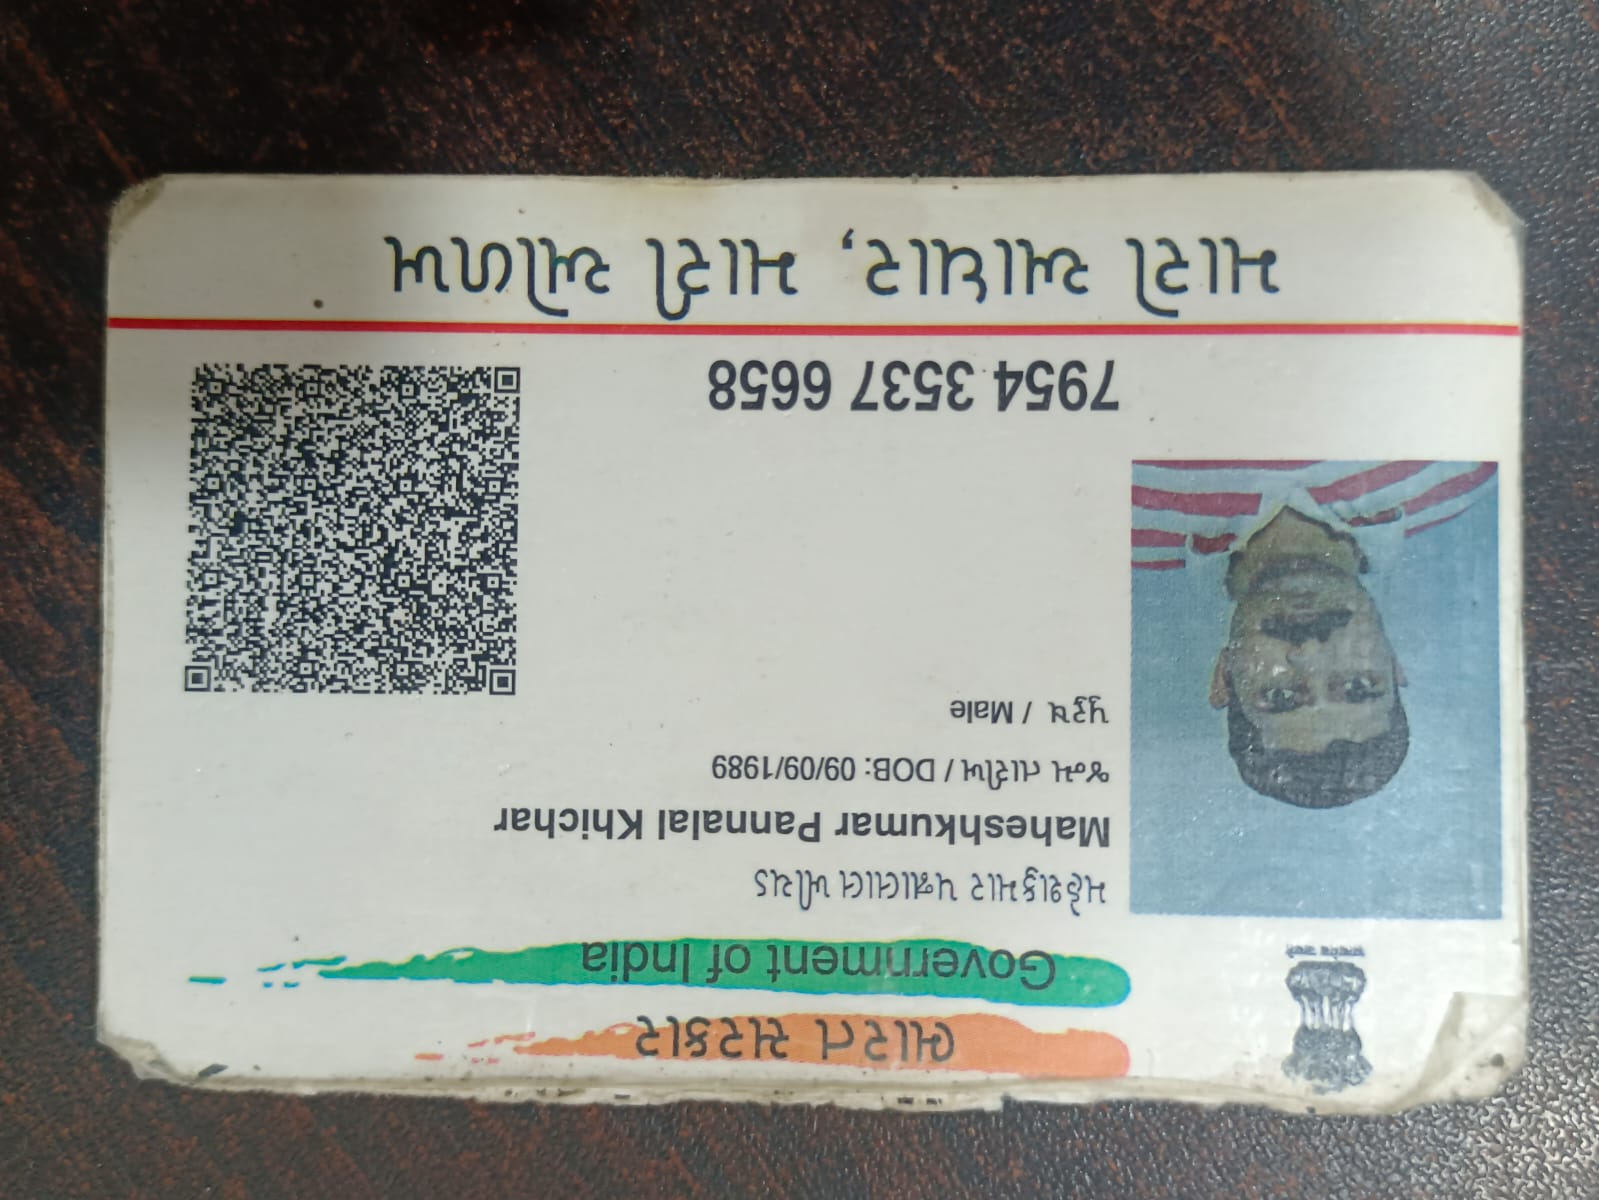 ભારત સરકાર
Government of India
सत्यमेव जयते
મહેશકુમાર પન્નાલાલ ખીચડ
Maheshkumar Pannalal Khichar
જન્મ તારીખ / DOB: 09/09/1989
પુરુષ / Male
7954 3537 6658
મારો આધાર, મારી ઓળખ